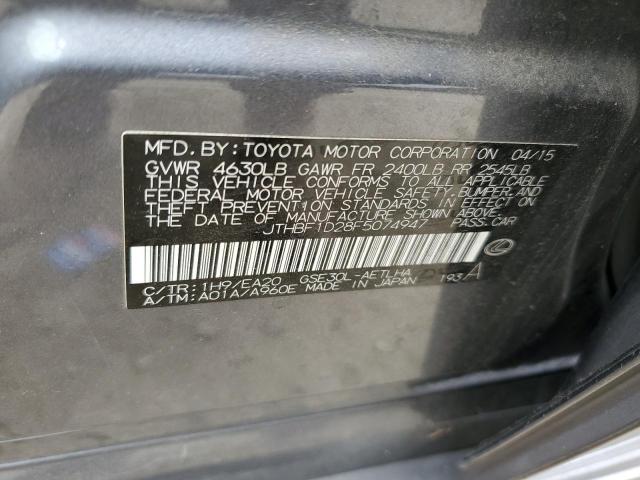 MFD. BY: TOYOTA MOTOR CORPORATION 04/15
GVWR 4630LB GAWR FR 2400LB RR 2545LB
THIS VEHICLE CONFORMS TO ALL APPLICABLE
FEDERAL MOTOR VEHICLE SAFETY, BUMPER AND
THEFT PREVENTION STANDARDS IN EFFECT ON
THE DATE OF MANUFACTURE SHOWN ABOVE.
JTHBF1D28F5074947 PASS.CAR
C/TR: 1H9/EA20 GSE30L-AETLHA
A/TM: A01A/A960E MADE IN JAPAN 193 A